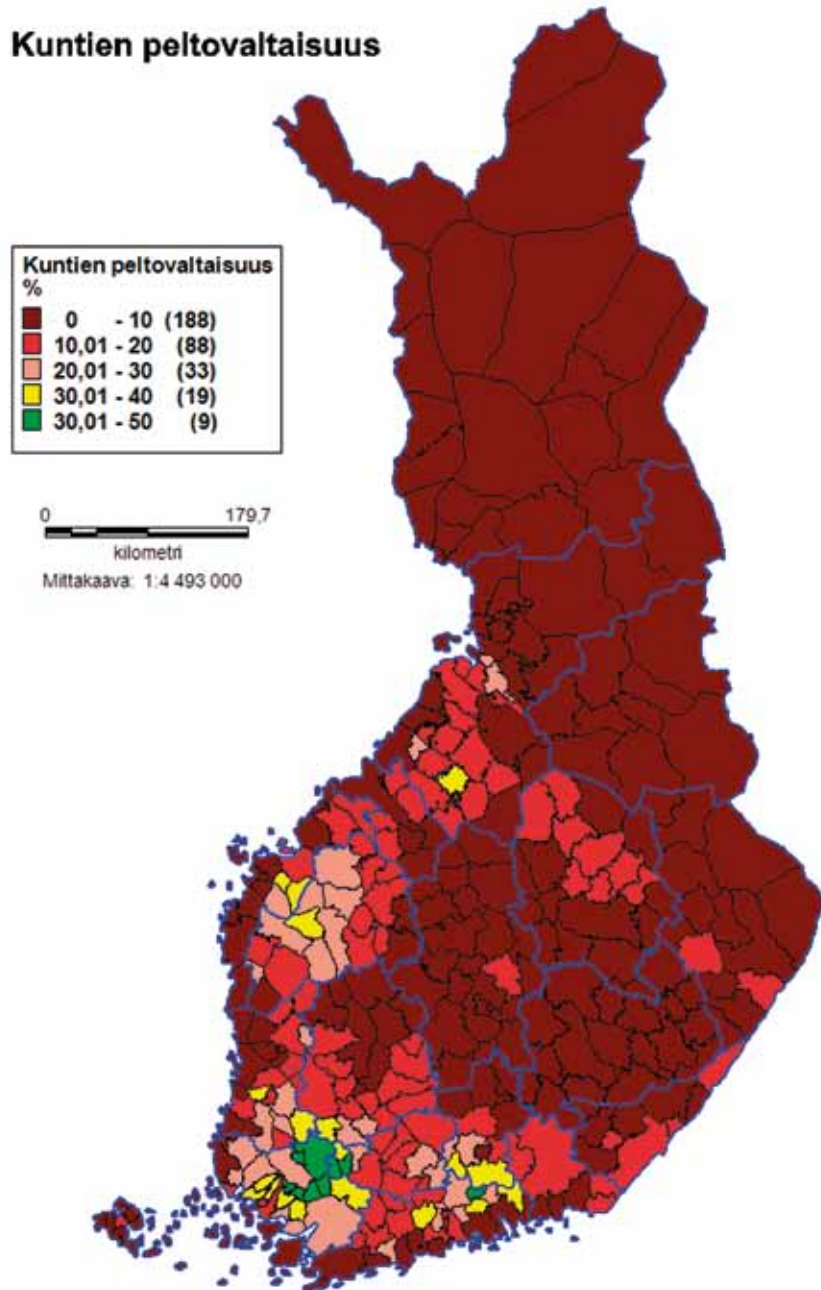 Kuntien peltovaltaisuus
Kuntien peltovaltaisuus
%
0 - 10 (188)
10,01 - 20 (88)
20,01 - 30 (33)
30,01 - 40 (19)
30,01 - 50 (9)
0 179,7
kilometri
Mittakaava: 1:4 493 000